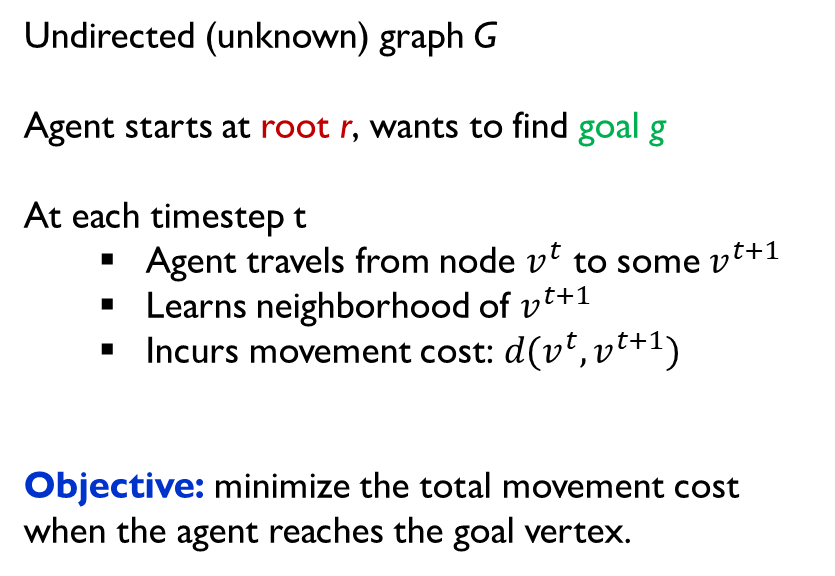 Undirected (unknown) graph G
Agent starts at root r, wants to find goal g
At each timestep t
▪ Agent travels from node v^t to some v^{t+1}
▪ Learns neighborhood of v^{t+1}
▪ Incurs movement cost: d(v^t, v^{t+1})
Objective: minimize the total movement cost
when the agent reaches the goal vertex.